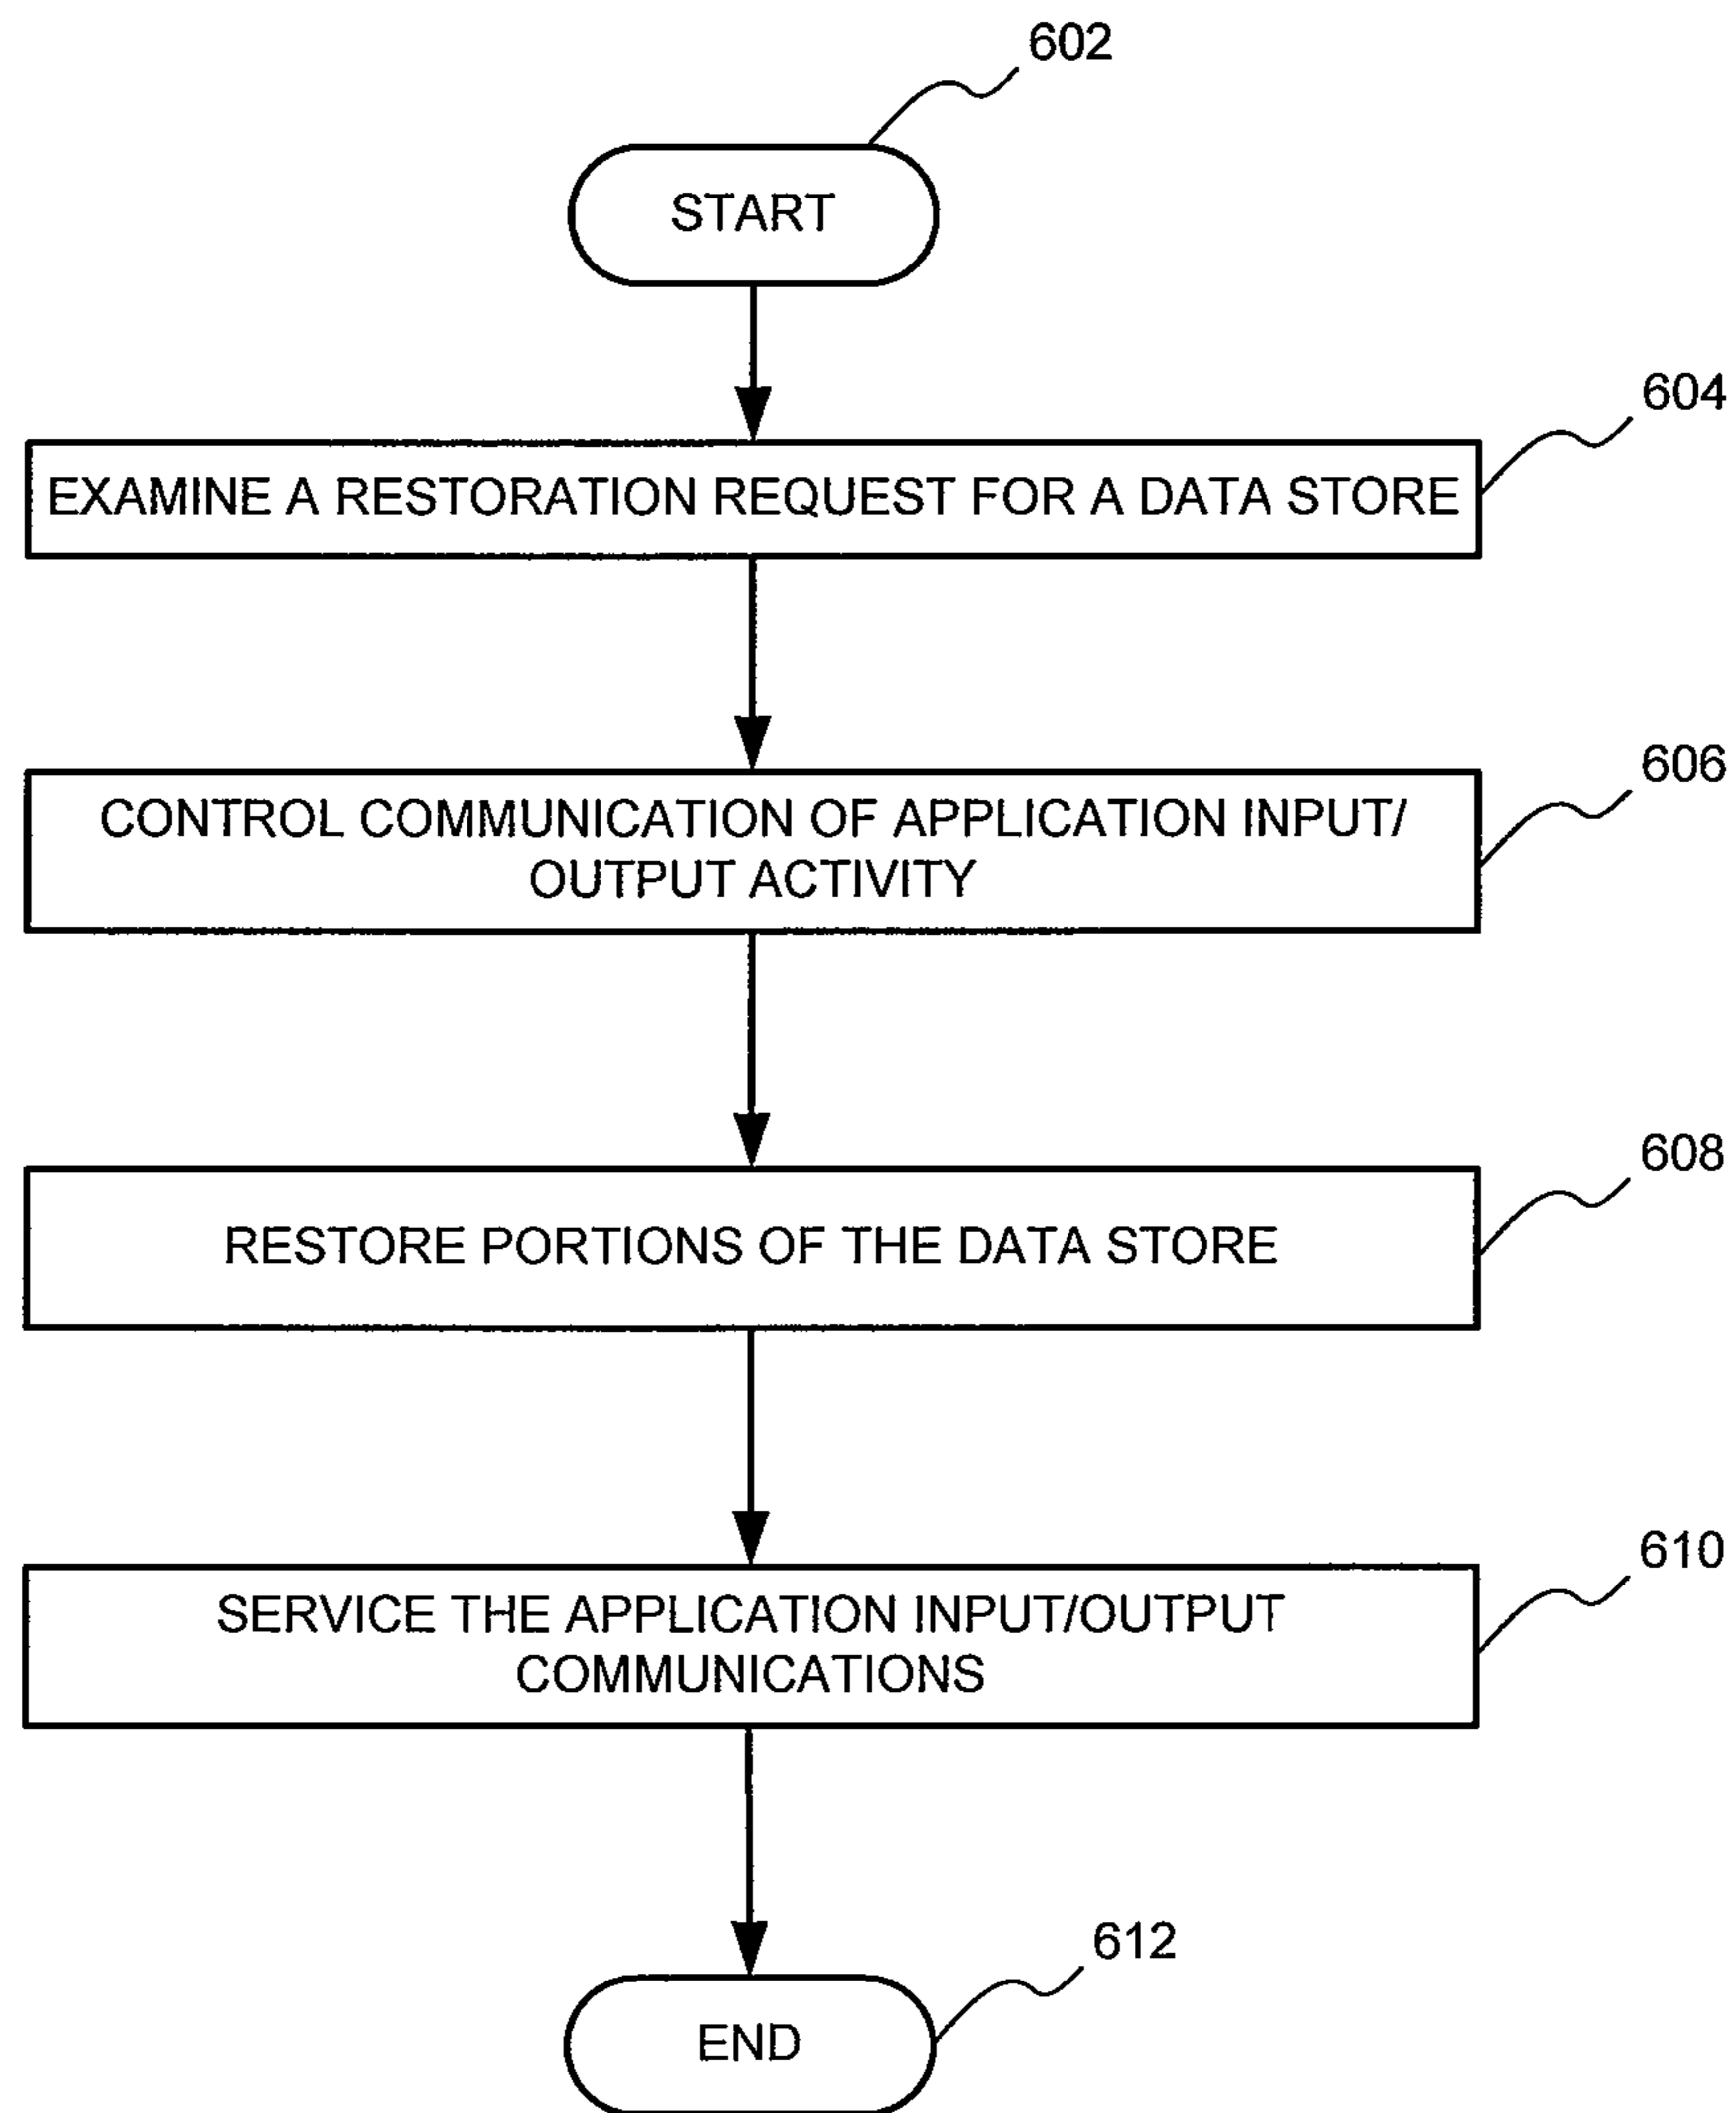 602
START
604
EXAMINE A RESTORATION REQUEST FOR A DATA STORE
606
CONTROL COMMUNICATION OF APPLICATION INPUT/
OUTPUT ACTIVITY
608
RESTORE PORTIONS OF THE DATA STORE
610
SERVICE THE APPLICATION INPUT/OUTPUT
COMMUNICATIONS
612
END